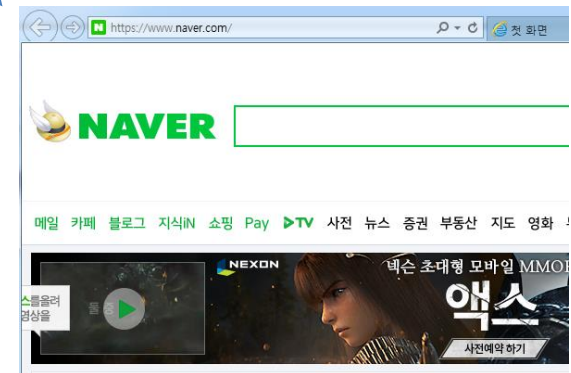 https://www.naver.com/
첫 화면
NAVER
메일 카페 블로그 지식iN 쇼핑 Pay TV 사전 뉴스 증권 부동산 지도 영화
NEXON
넥슨 초대형 모바일 MMO
액스
사전예약 하기
스를올려
영상을